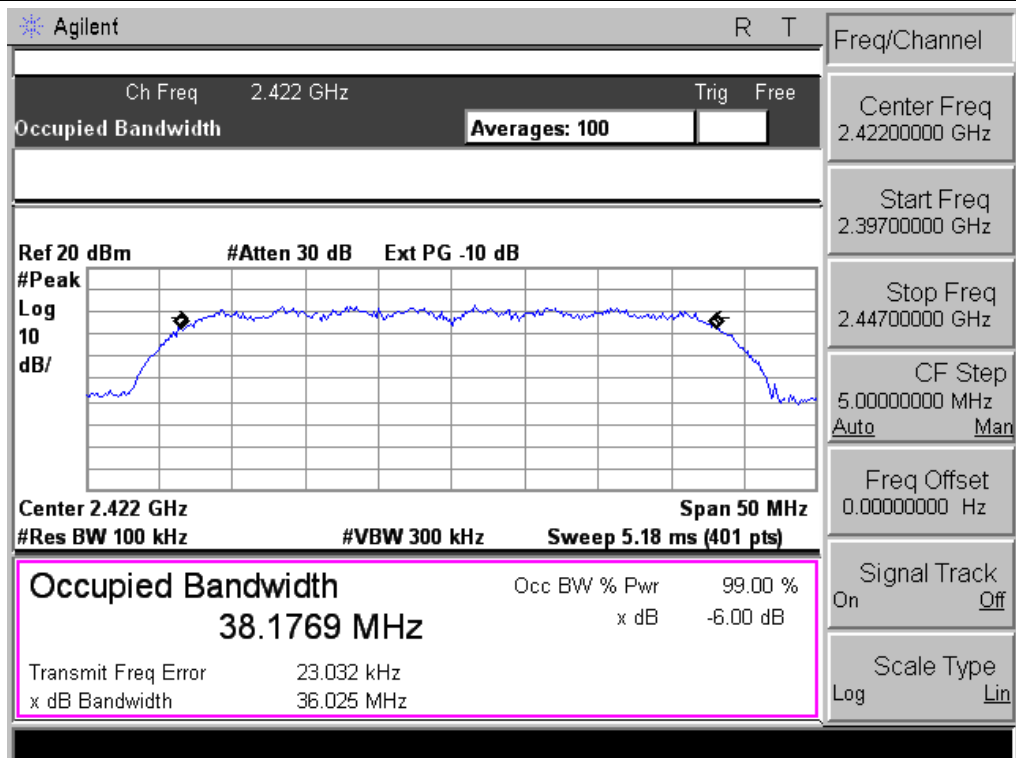 Agilent
R T
Ch Freq 2.422 GHz
Trig Free
Occupied Bandwidth
Averages: 100
Ref 20 dBm #Atten 30 dB Ext PG -10 dB
#Peak
Log
10
dB/
Center 2.422 GHz Span 50 MHz
#Res BW 100 kHz #VBW 300 kHz Sweep 5.18 ms (401 pts)
Occupied Bandwidth
38.1769 MHz
Occ BW % Pwr 99.00 %
x dB -6.00 dB
Transmit Freq Error 23.032 kHz
x dB Bandwidth 36.025 MHz
Freq/Channel
Center Freq
2.42200000 GHz
Start Freq
2.39700000 GHz
Stop Freq
2.44700000 GHz
CF Step
5.00000000 MHz
Auto Man
Freq Offset
0.00000000 Hz
Signal Track
On Off
Scale Type
Log Lin